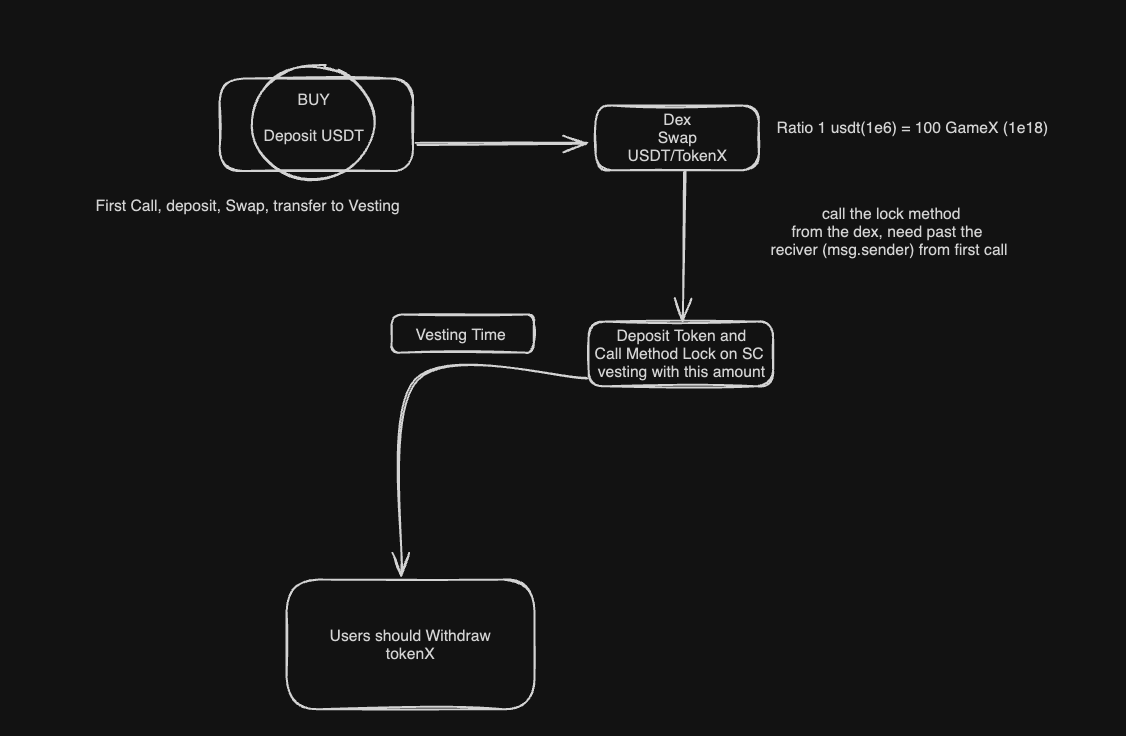 BUY
Deposit USDT
First Call, deposit, Swap, transfer to Vesting
Dex
Swap
USDT/TokenX
Ratio 1 usdt(1e6) = 100 GameX (1e18)
call the lock method
from the dex, need past the
reciver (msg.sender) from first call
Deposit Token and
Call Method Lock on SC
vesting with this amount
Vesting Time
Users should Withdraw
tokenX